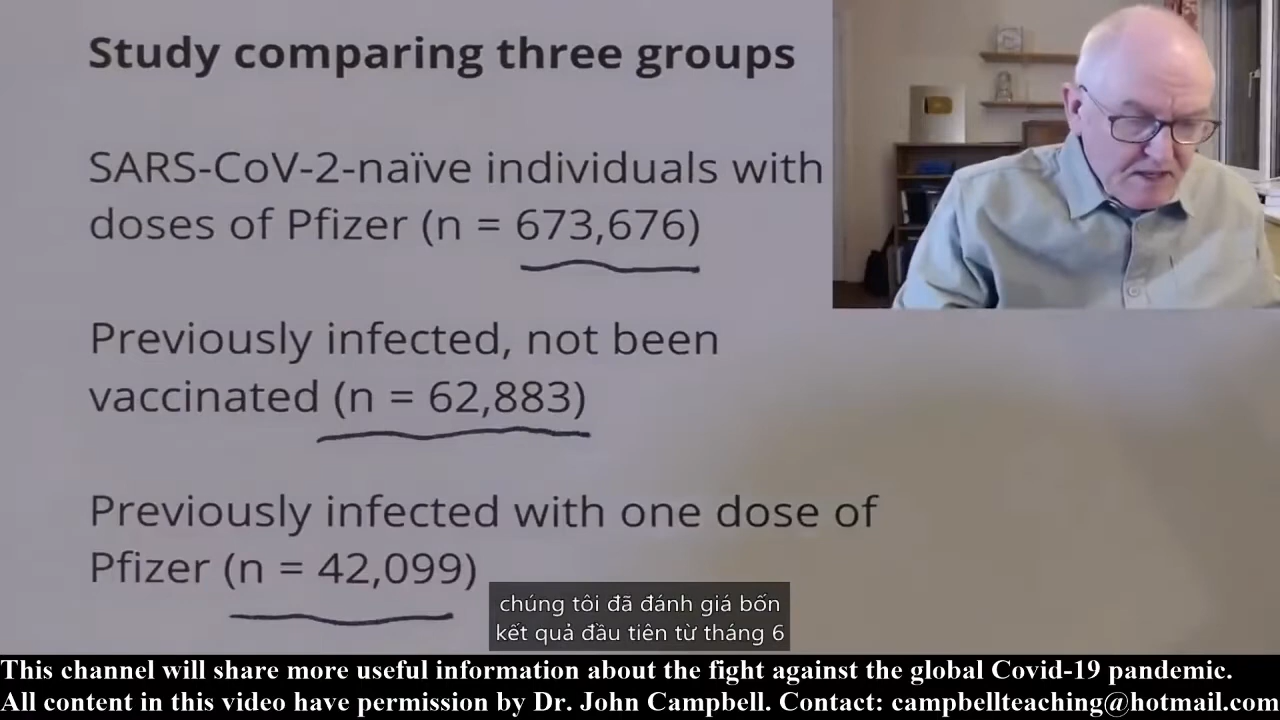 Study comparing three groups
SARS-CoV-2-naïve individuals with
doses of Pfizer (n = 673,676)
Previously infected, not been
vaccinated (n = 62,883)
Previously infected with one dose of
Pfizer (n = 42,099)
chúng tôi đã đánh giá bốn
kết quả đầu tiên từ tháng 6
This channel will share more useful information about the fight against the global Covid-19 pandemic.
All content in this video have permission by Dr. John Campbell. Contact: campbellteaching@hotmail.com